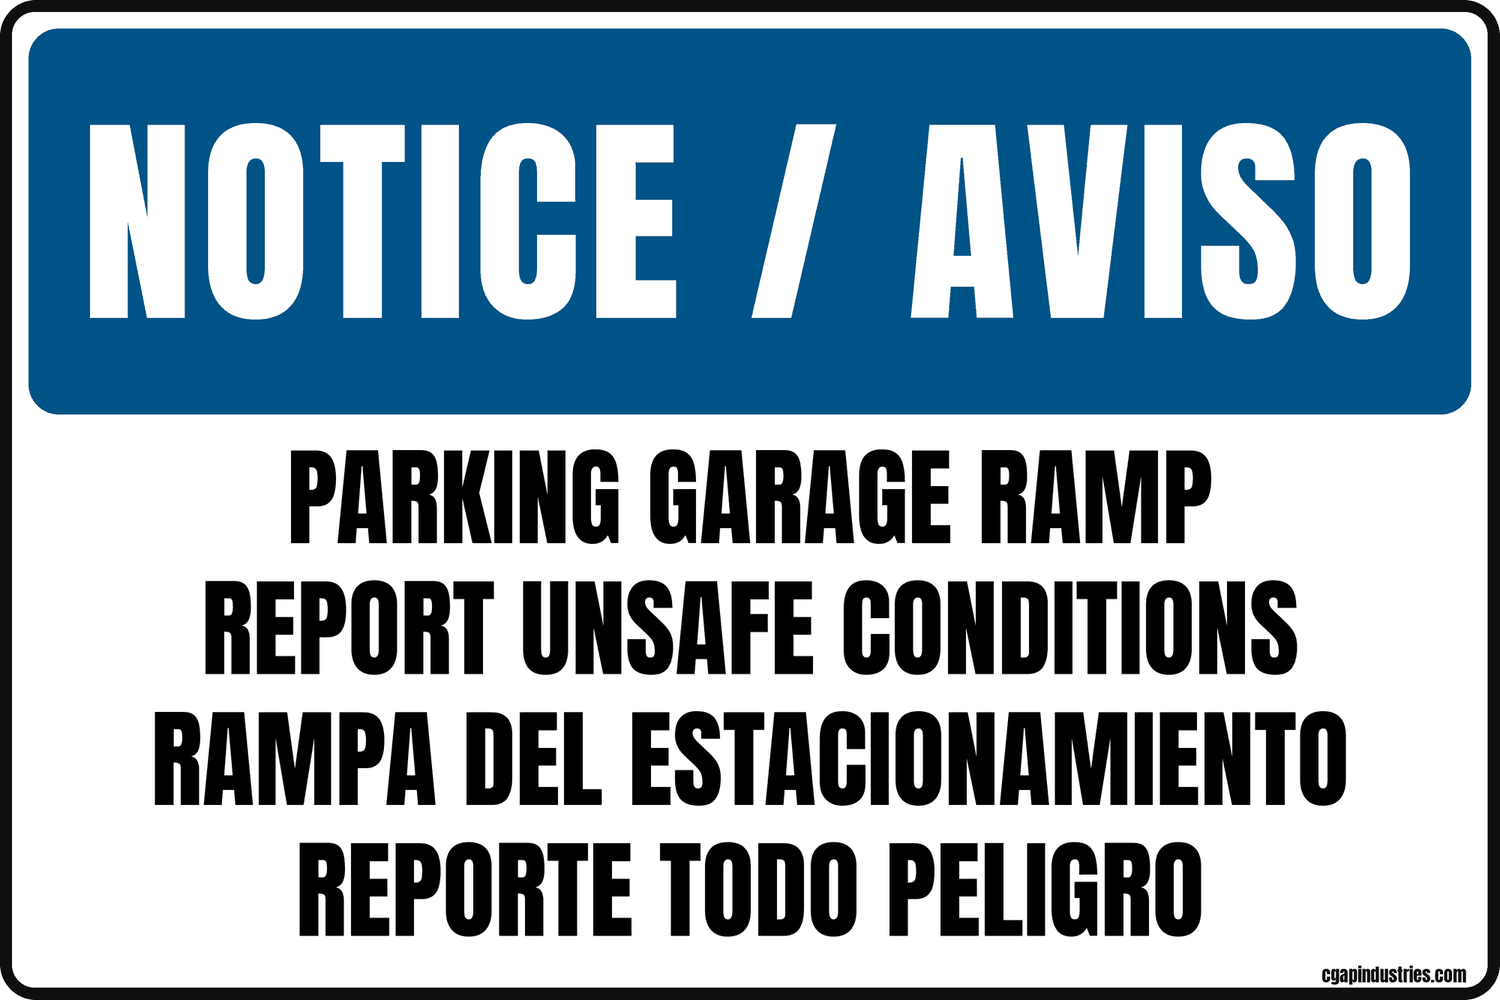 NOTICE / AVISO
PARKING GARAGE RAMP
REPORT UNSAFE CONDITIONS
RAMPA DEL ESTACIONAMIENTO
REPORTE TODO PELIGRO
cgapindustries.com